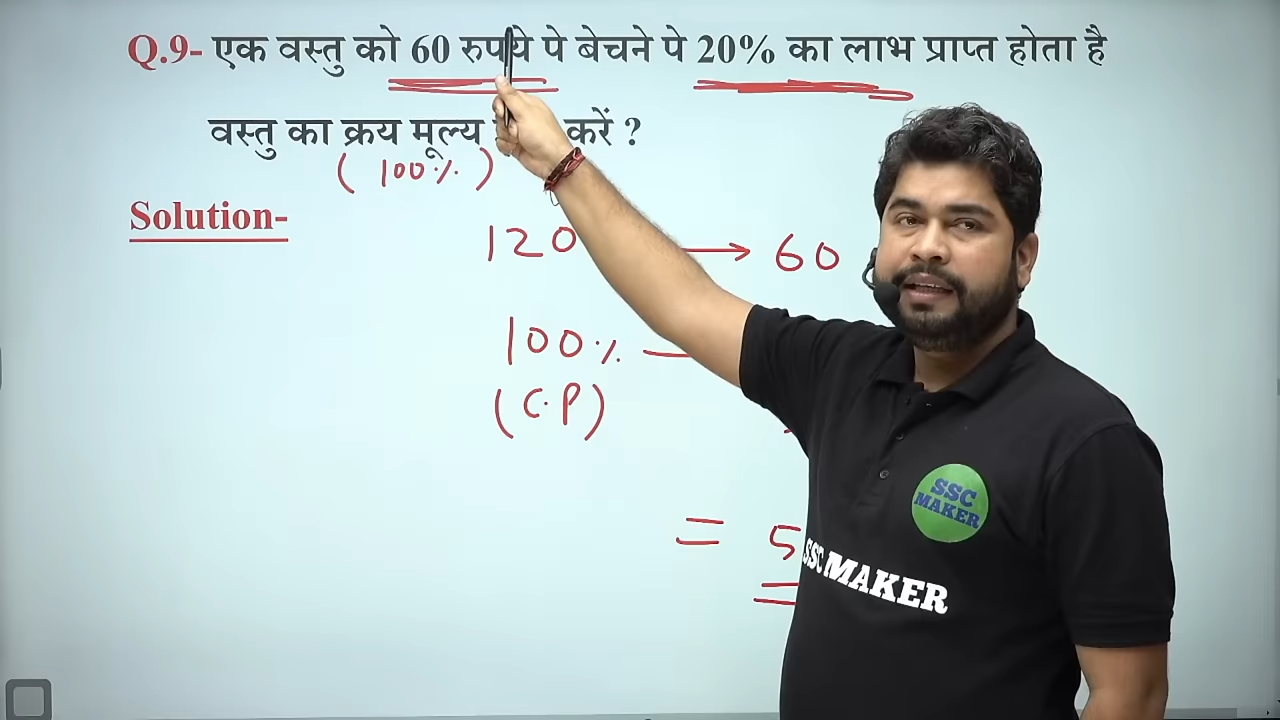 Q.9- एक वस्तु को 60 रुपये पे बेचने पे 20% का लाभ प्राप्त होता है
वस्तु का क्रय मूल्य करें ?
( 100% )
Solution-
120 → 60
100%
(C.P)
= 5
SSC MAKER
SSC MAKER